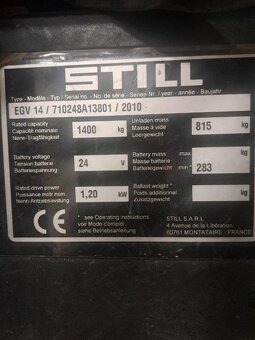 STILL
Type - Modèle - Typ / Serial no. - No. de série - Serien-Nr. / year - année - Baujahr
EGV 14 / 710248A13801 / 2010
Rated capacity
Capacité nominale
Nenn-Tragfähigkeit
1400 kg
Unladen mass
Masse à vide
Leergewicht
815 kg
Battery voltage
Tension batterie
Batteriespannung
24 V
Battery mass max
Masse batterie
Batteriegewicht min * 283 kg
Rated drive power
Puissance motr.nom.
Nenn-Antriebsleistung
1,20 kW
Ballast weight *
Poids additionnel
Zusatzgewicht
kg
CE
* see Operating instructions
voir Mode d'emploi
siehe Betriebsanleitung
STILL S.A.R.L
4 Avenue de la Libération
60761 MONTATAIRE - FRANCE